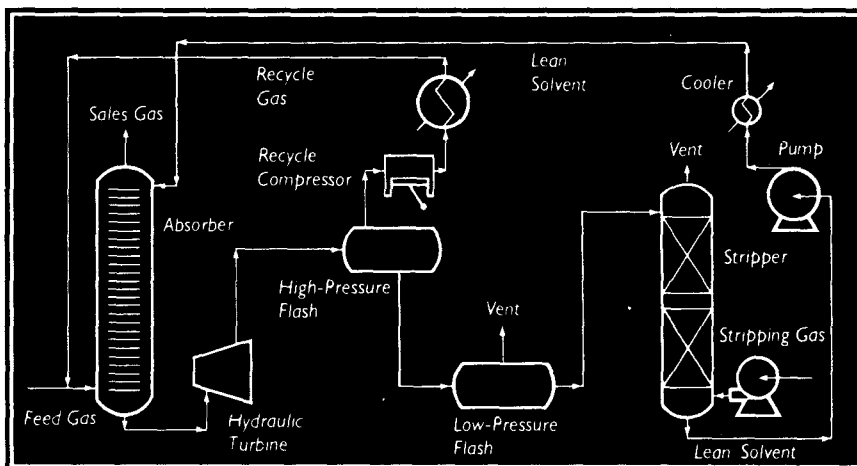 Recycle
Gas
Lean
Solvent
Cooler
Sales Gas
Recycle
Compressor
Vent
Pump
Absorber
High-Pressure
Flash
Stripper
Vent
Stripping Gas
Feed Gas
Hydraulic
Turbine
Low-Pressure
Flash
Lean Solvent